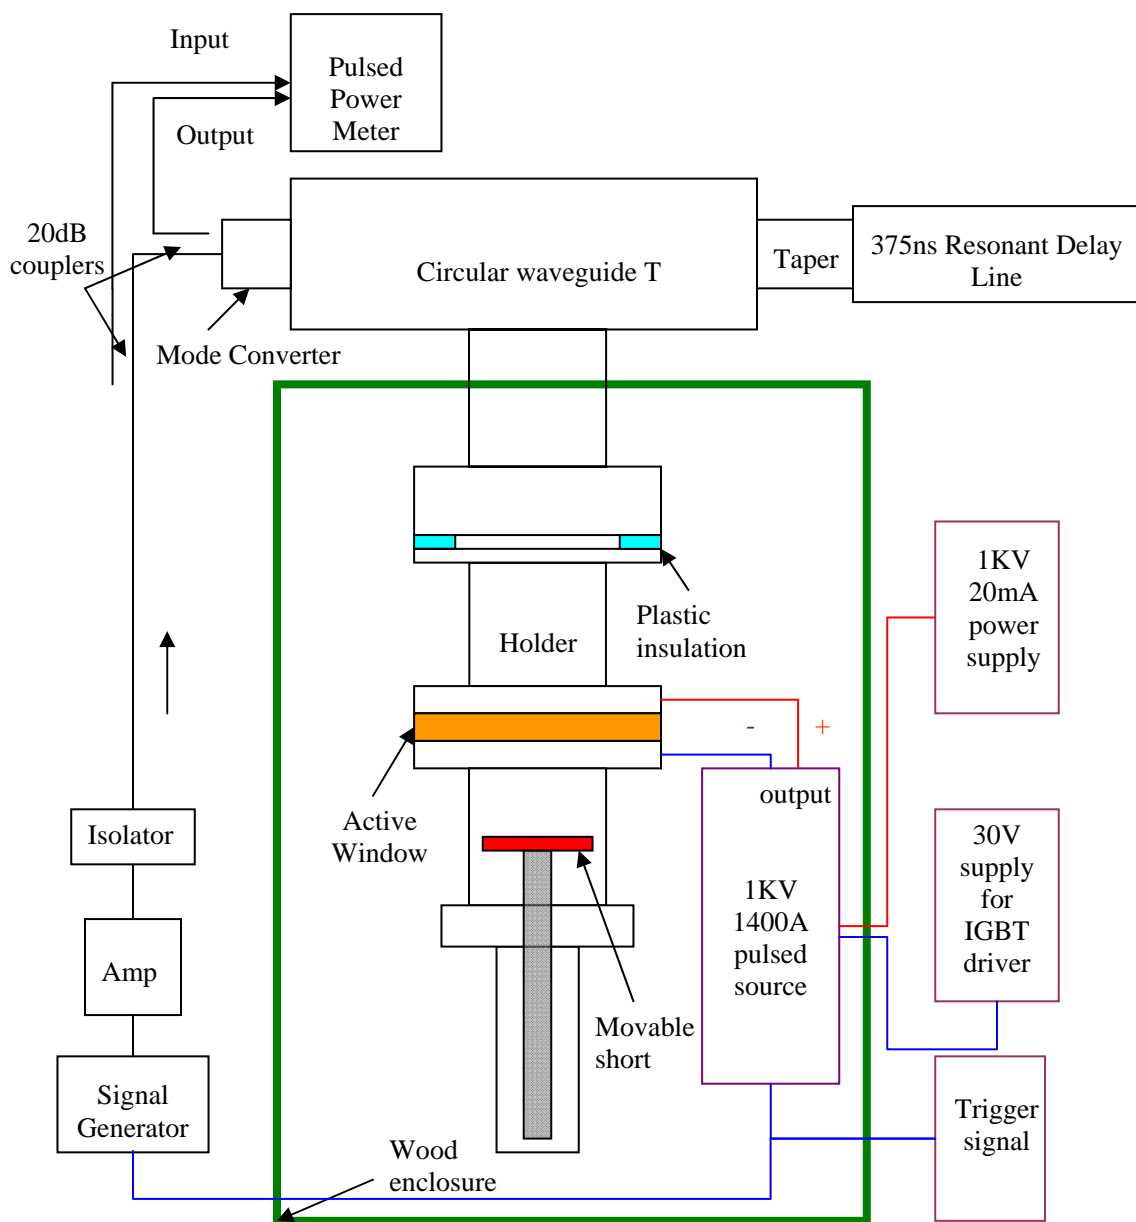 Input
Pulsed
Power
Meter
Output
20dB
couplers
Circular waveguide T
Taper
375ns Resonant Delay
Line
Mode Converter
Plastic
insulation
Holder
1KV
20mA
power
supply
- +
output
Active
Window
Isolator
1KV
1400A
pulsed
source
30V
supply
for
IGBT
driver
Amp
Movable
short
Signal
Generator
Trigger
signal
Wood
enclosure